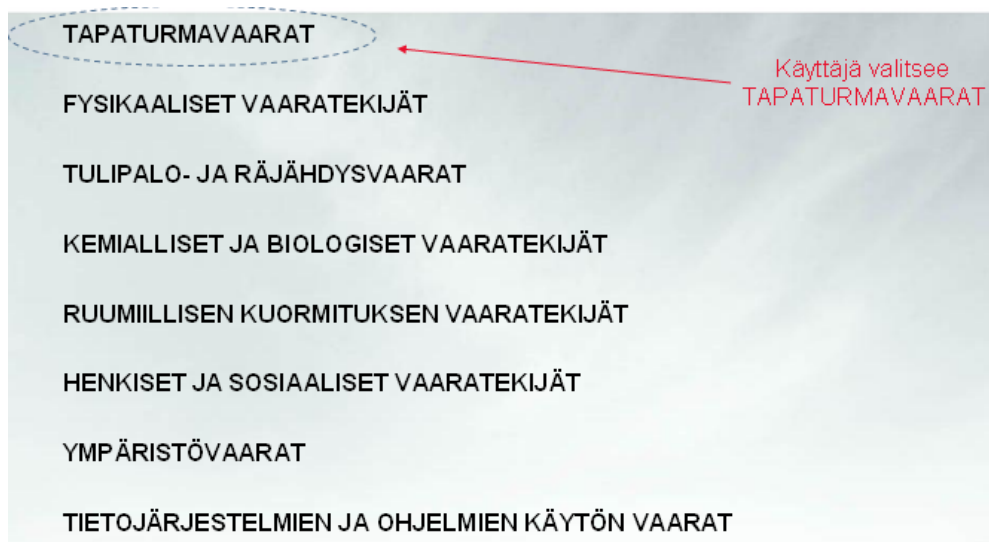 TAPATURMAVAARAT
Käyttäjä valitsee
TAPATURMAVAARAT
FYSIKAALISET VAARATEKIJÄT
TULIPALO- JA RÄJÄHDYSVAARAT
KEMIALLISET JA BIOLOGISET VAARATEKIJÄT
RUUMIILLISEN KUORMITUKSEN VAARATEKIJÄT
HENKISET JA SOSIAALISET VAARATEKIJÄT
YMPÄRISTÖVAARAT
TIETOJÄRJESTELMIEN JA OHJELMIEN KÄYTÖN VAARAT